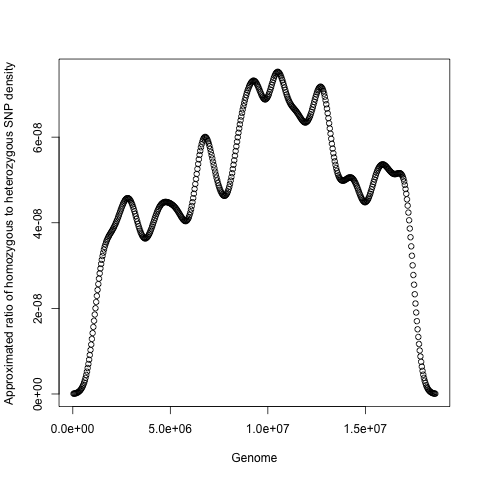 Approximated ratio of homozygous to heterozygous SNP density
6e-08
4e-08
2e-08
0e+00
0.0e+00 5.0e+06 1.0e+07 1.5e+07
Genome